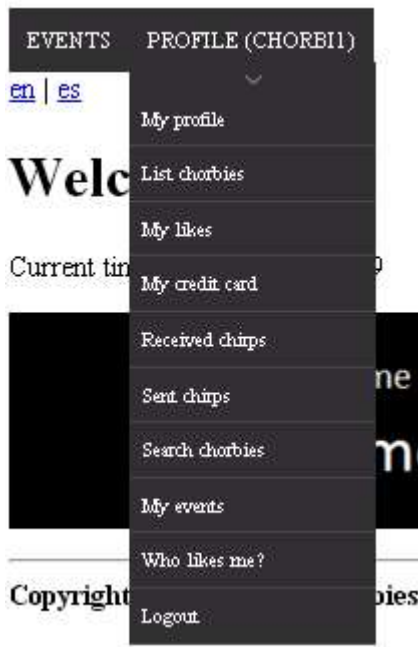 EVENTS PROFILE (CHORBI1)
en | es
My profile
Welc
List chorbies
My likes
Current tin 9
My credit card
Received chirps
me
Sent chirps
Search chorbies
My events
Who likes me?
Copyright bies
Logout